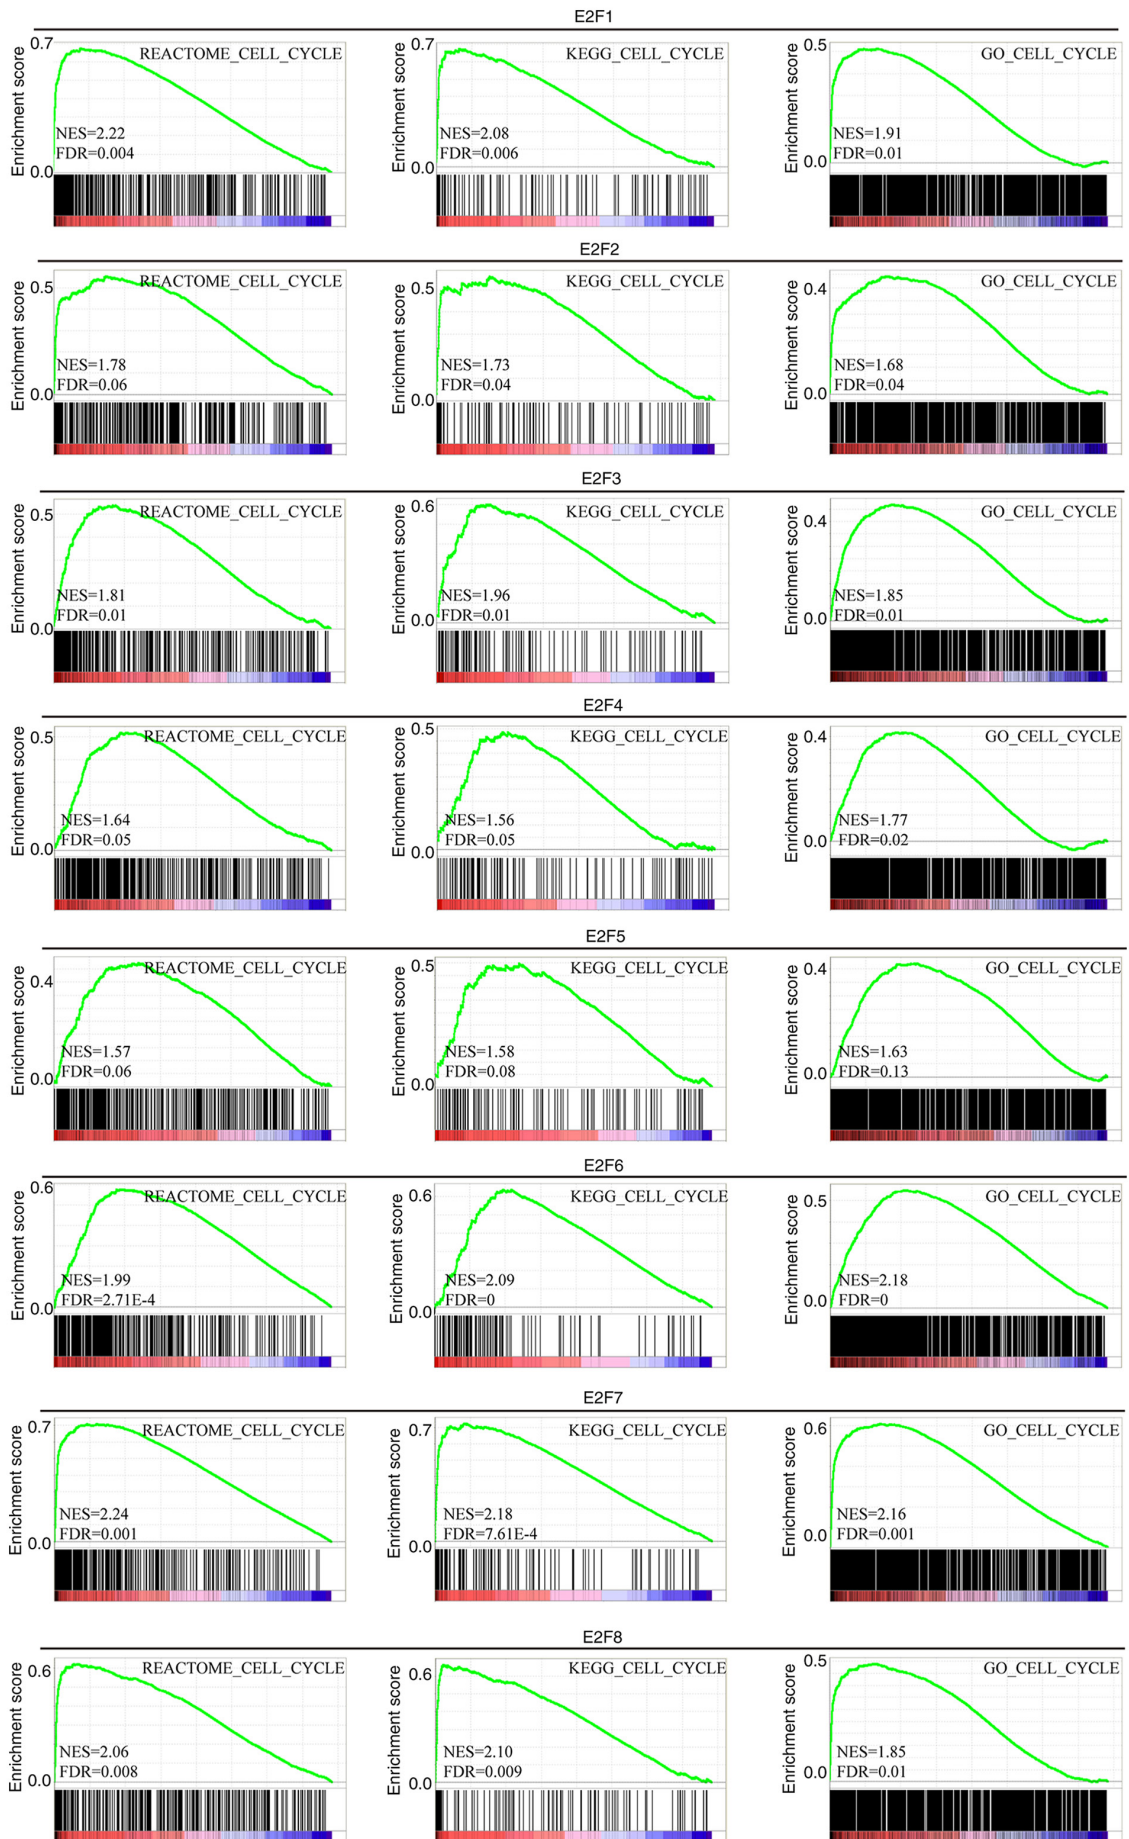 E2F1
Enrichment score
0.7
0.0
REACTOME_CELL_CYCLE
NES=2.22
FDR=0.004
Enrichment score
0.7
0.0
KEGG_CELL_CYCLE
NES=2.08
FDR=0.006
Enrichment score
0.5
0.0
GO_CELL_CYCLE
NES=1.91
FDR=0.01
E2F2
Enrichment score
0.5
0.0
REACTOME_CELL_CYCLE
NES=1.78
FDR=0.06
Enrichment score
0.5
0.0
KEGG_CELL_CYCLE
NES=1.73
FDR=0.04
Enrichment score
0.4
0.0
GO_CELL_CYCLE
NES=1.68
FDR=0.04
E2F3
Enrichment score
0.5
0.0
REACTOME_CELL_CYCLE
NES=1.81
FDR=0.01
Enrichment score
0.6
0.0
KEGG_CELL_CYCLE
NES=1.96
FDR=0.01
Enrichment score
0.4
0.0
GO_CELL_CYCLE
NES=1.85
FDR=0.01
E2F4
Enrichment score
0.5
0.0
REACTOME_CELL_CYCLE
NES=1.64
FDR=0.05
Enrichment score
0.5
0.0
KEGG_CELL_CYCLE
NES=1.56
FDR=0.05
Enrichment score
0.4
0.0
GO_CELL_CYCLE
NES=1.77
FDR=0.02
E2F5
Enrichment score
0.4
0.0
REACTOME_CELL_CYCLE
NES=1.57
FDR=0.06
Enrichment score
0.5
0.0
KEGG_CELL_CYCLE
NES=1.58
FDR=0.08
Enrichment score
0.4
0.0
GO_CELL_CYCLE
NES=1.63
FDR=0.13
E2F6
Enrichment score
0.6
0.0
REACTOME_CELL_CYCLE
NES=1.99
FDR=2.71E-4
Enrichment score
0.6
0.0
KEGG_CELL_CYCLE
NES=2.09
FDR=0
Enrichment score
0.5
0.0
GO_CELL_CYCLE
NES=2.18
FDR=0
E2F7
Enrichment score
0.7
0.0
REACTOME_CELL_CYCLE
NES=2.24
FDR=0.001
Enrichment score
0.7
0.0
KEGG_CELL_CYCLE
NES=2.18
FDR=7.61E-4
Enrichment score
0.6
0.0
GO_CELL_CYCLE
NES=2.16
FDR=0.001
E2F8
Enrichment score
0.6
0.0
REACTOME_CELL_CYCLE
NES=2.06
FDR=0.008
Enrichment score
0.6
0.0
KEGG_CELL_CYCLE
NES=2.10
FDR=0.009
Enrichment score
0.5
0.0
GO_CELL_CYCLE
NES=1.85
FDR=0.01